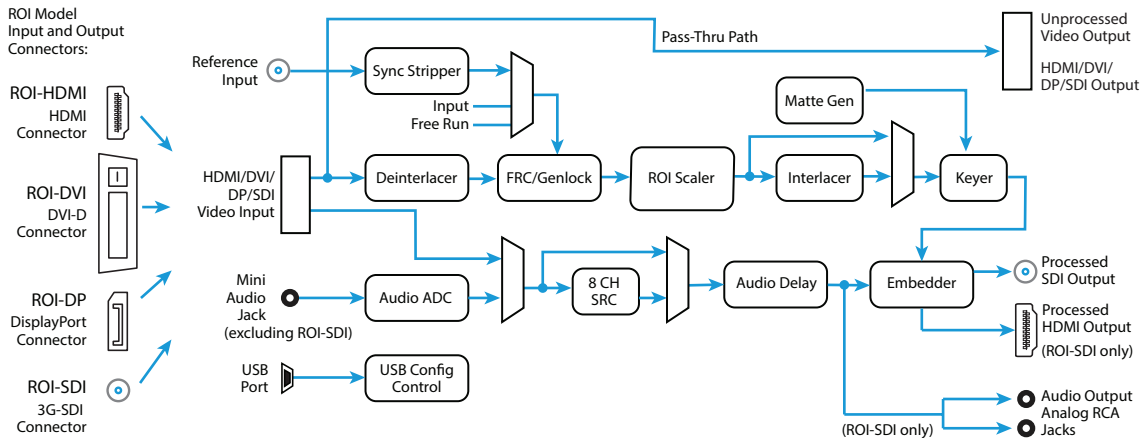 ROI Model
Input and Output
Connectors:
ROI-HDMI
HDMI
Connector
ROI-DVI
DVI-D
Connector
ROI-DP
DisplayPort
Connector
ROI-SDI
3G-SDI
Connector
Reference
Input
Sync Stripper
Input
Free Run
Pass-Thru Path
Unprocessed
Video Output
HDMI/DVI/
DP/SDI Output
Matte Gen
HDMI/DVI/
DP/SDI
Video Input
Deinterlacer
FRC/Genlock
ROI Scaler
Interlacer
Keyer
Mini
Audio
Jack
(excluding ROI-SDI)
Audio ADC
8 CH
SRC
Audio Delay
Embedder
Processed
SDI Output
Processed
HDMI Output
(ROI-SDI only)
USB
Port
USB Config
Control
(ROI-SDI only)
Audio Output
Analog RCA
Jacks